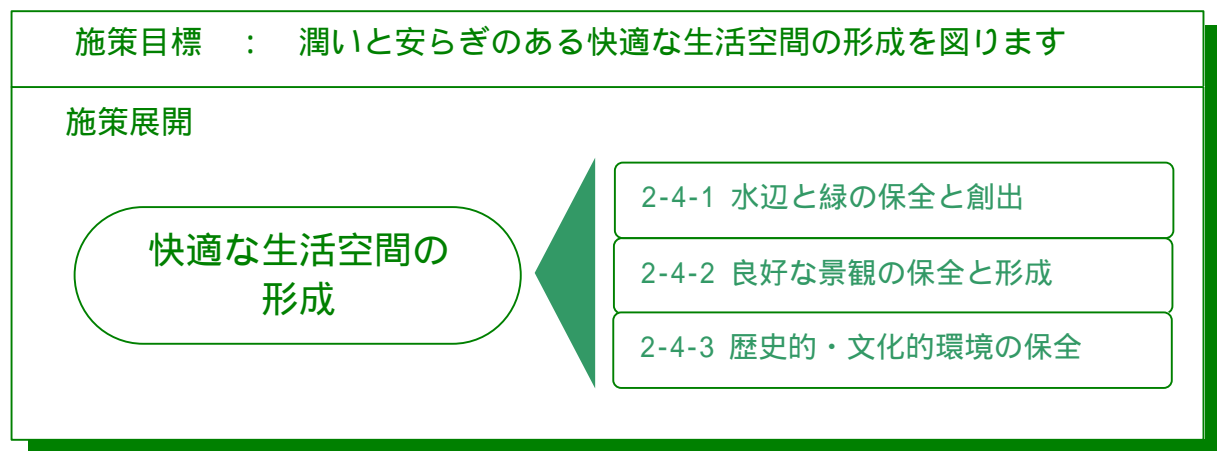 施策目標 : 潤いと安らぎのある快適な生活空間の形成を図ります
施策展開
快適な生活空間の
形成
2-4-1 水辺と緑の保全と創出
2-4-2 良好な景観の保全と形成
2-4-3 歴史的・文化的環境の保全